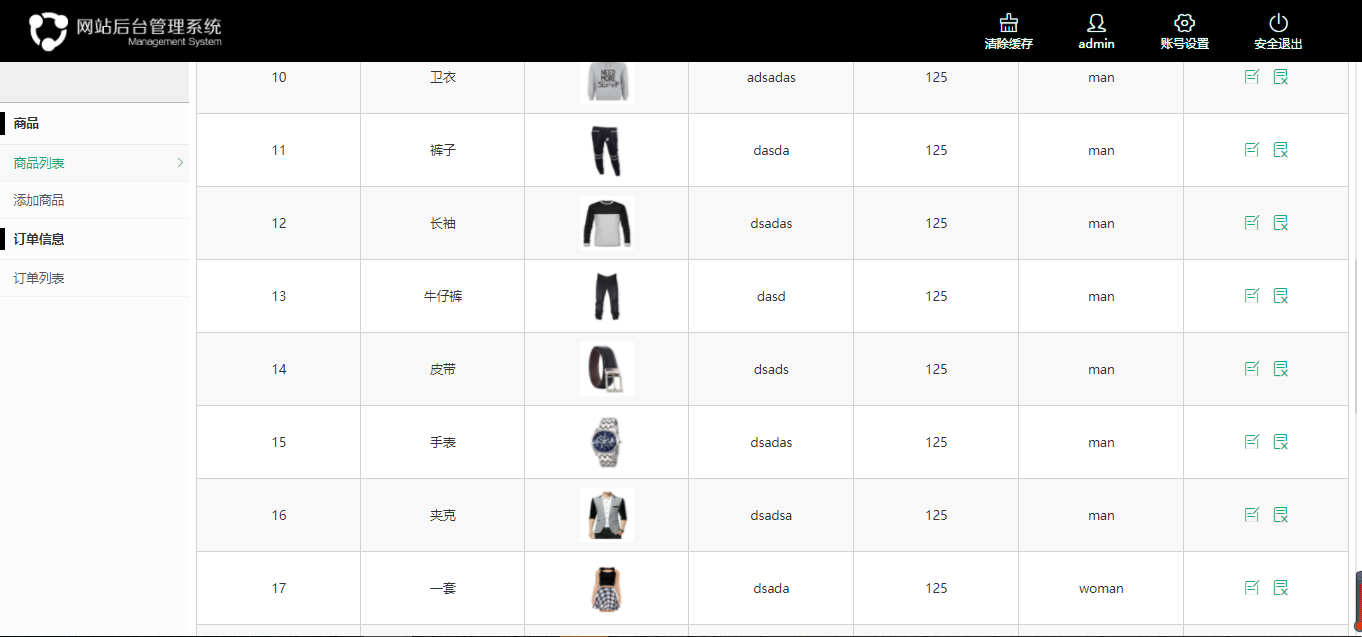 网站后台管理系统
Management System
清除缓存
admin
账号设置
安全退出
商品
商品列表
添加商品
订单信息
订单列表
10 卫衣 NEED MORE adsadas 125 man
11 裤子 dasda 125 man
12 长袖 dsadas 125 man
13 牛仔裤 dasd 125 man
14 皮带 dsads 125 man
15 手表 dsadas 125 man
16 夹克 dsadsa 125 man
17 一套 dsada 125 woman